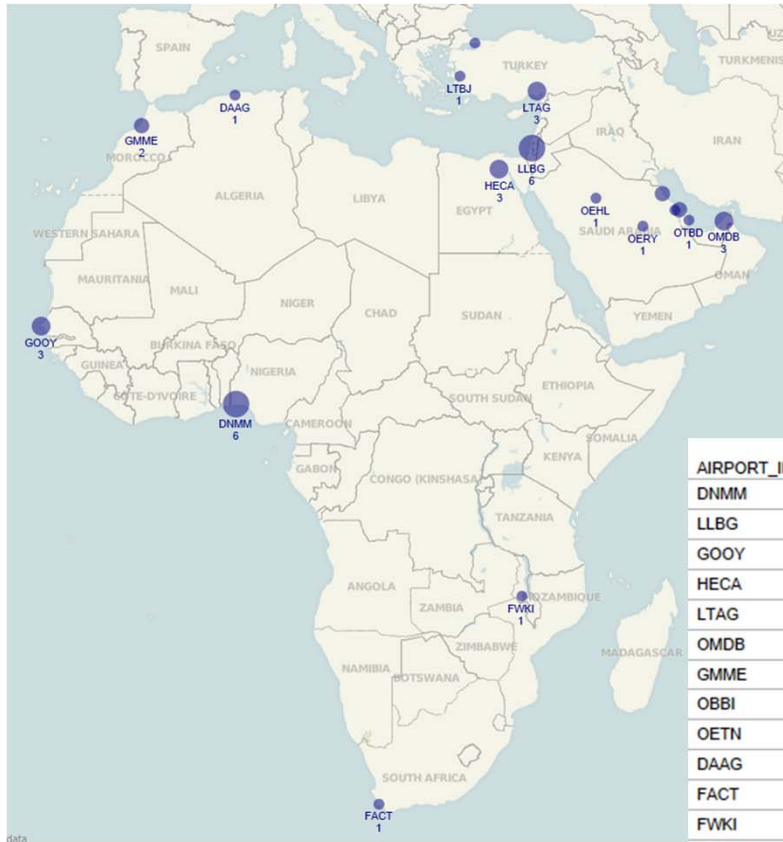 SPAIN
UZ
TURKMENIS
TURKEY
LTBJ
1
DAAG
1
LTAG
3
GMME
2
MOROCCO
IRAQ
IRAN
LLBG
6
HECA
3
ALGERIA
LIBYA
EGYPT
OEHL
1
WESTERN SAHARA
SAUDI ARABIA
OERY
1
OTBD
1
OMDB
3
OMAN
MAURITANIA
MALI
NIGER
CHAD
SUDAN
YEMEN
GOOY
3
BURKINA FASO
GUINEA
NIGERIA
CÔTE-D'IVOIRE
ETHIOPIA
SOUTH SUDAN
DNMM
6
CAMEROON
SOMALIA
GABON
KENYA
CONGO (KINSHASA)
TANZANIA
ANGOLA
ZAMBIA
FWKI
1
MOZAMBIQUE
ZIMBABWE
MADAGASCAR
NAMIBIA
BOTSWANA
SOUTH AFRICA
FACT
1
data
AIRPORT_I
DNMM
LLBG
GOOY
HECA
LTAG
OMDB
GMME
OBBI
OETN
DAAG
FACT
FWKI